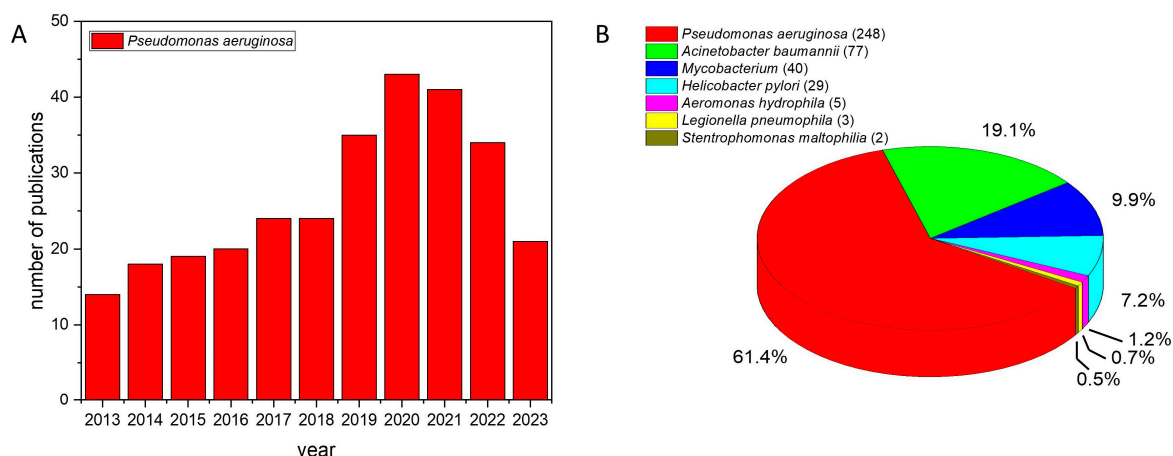 A
number of publications
50
40
30
20
10
0
Pseudomonas aeruginosa
2013 2014 2015 2016 2017 2018 2019 2020 2021 2022 2023
year
B
Pseudomonas aeruginosa (248)
Acinetobacter baumannii (77)
Mycobacterium (40)
Helicobacter pylori (29)
Aeromonas hydrophila (5)
Legionella pneumophila (3)
Stentrophomonas maltophilia (2)
19.1%
9.9%
7.2%
1.2%
0.7%
0.5%
61.4%